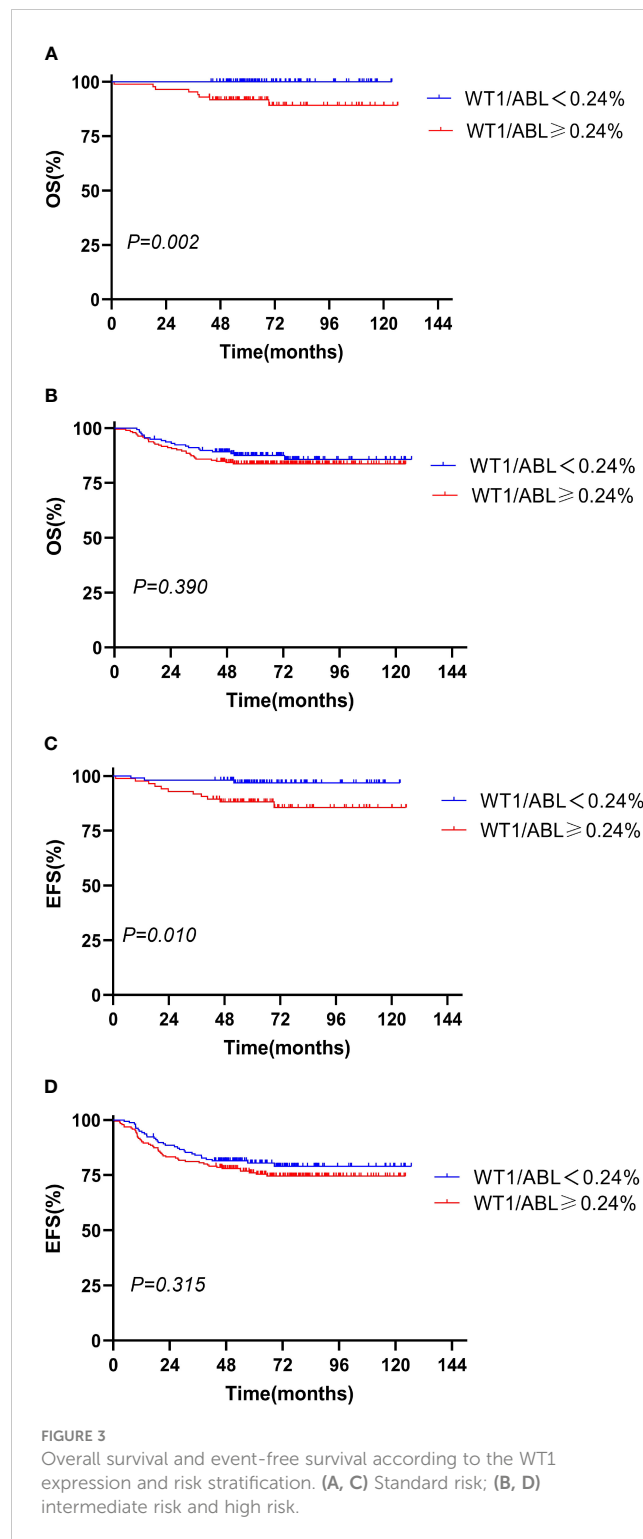 A
100
75
50
25
0
OS(%)
P=0.002
0 24 48 72 96 120 144
Time(months)
WT1/ABL<0.24%
WT1/ABL≥0.24%
B
100
75
50
25
0
OS(%)
P=0.390
0 24 48 72 96 120 144
Time(months)
WT1/ABL<0.24%
WT1/ABL≥0.24%
C
100
75
50
25
0
EFS(%)
P=0.010
0 24 48 72 96 120 144
Time(months)
WT1/ABL<0.24%
WT1/ABL≥0.24%
D
100
75
50
25
0
EFS(%)
P=0.315
0 24 48 72 96 120 144
Time(months)
WT1/ABL<0.24%
WT1/ABL≥0.24%
FIGURE 3
Overall survival and event-free survival according to the WT1
expression and risk stratification. (A, C) Standard risk; (B, D)
intermediate risk and high risk.